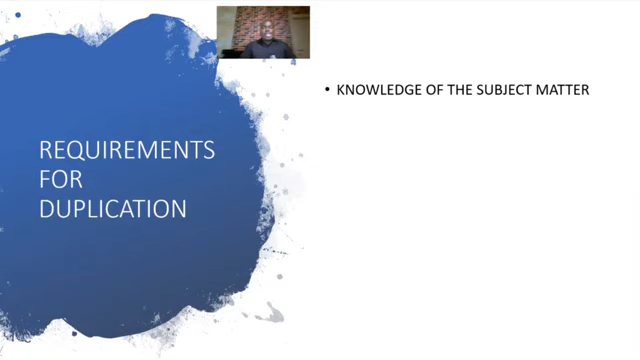 REQUIREMENTS
FOR
DUPLICATION
• KNOWLEDGE OF THE SUBJECT MATTER